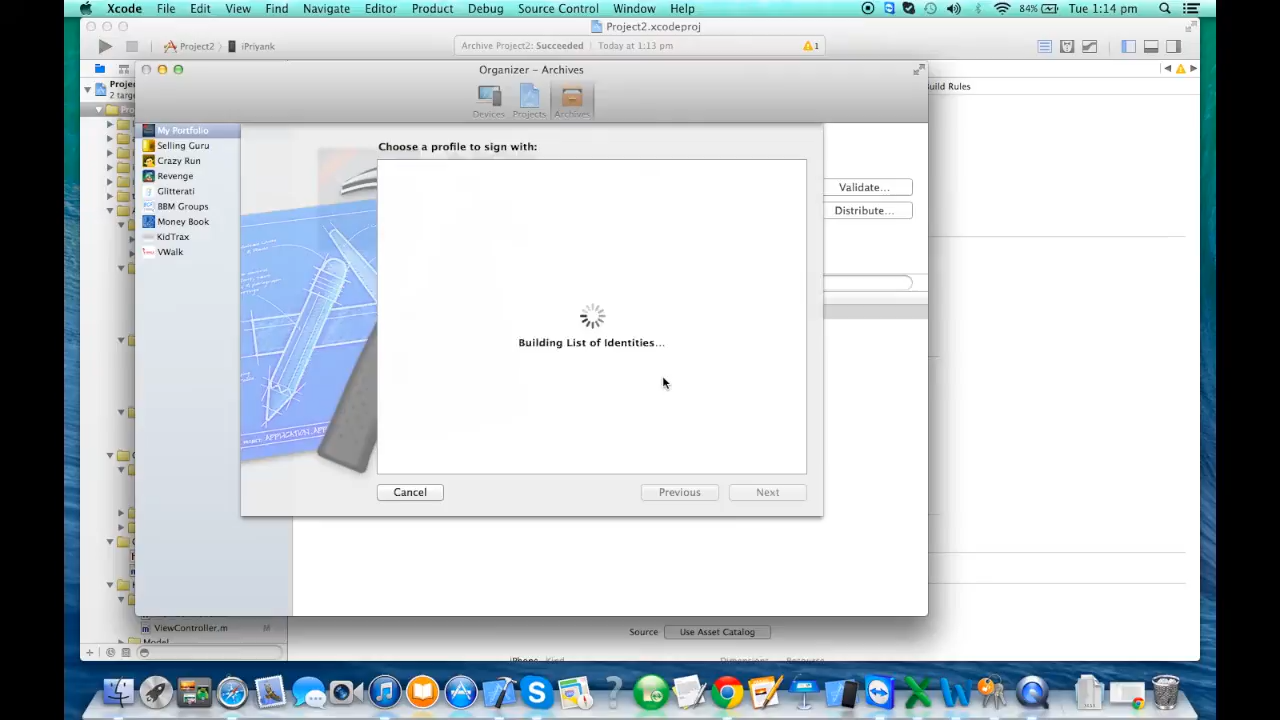 Xcode File Edit View Find Navigate Editor Product Debug Source Control Window Help 84% Tue 1:14 pm
Project2.xcodeproj
Project2 iPriyank Archive Project2: Succeeded Today at 1:13 pm 1
Organizer – Archives
Devices Projects Archives
Build Rules
2 targe
My Portfolio
Selling Guru
Crazy Run
Revenge
Glitterati
BBM Groups
Money Book
KidTrax
VWalk
Choose a profile to sign with:
Validate...
Distribute...
Building List of Identities...
Cancel Previous Next
ViewController.m M
Source Use Asset Catalog